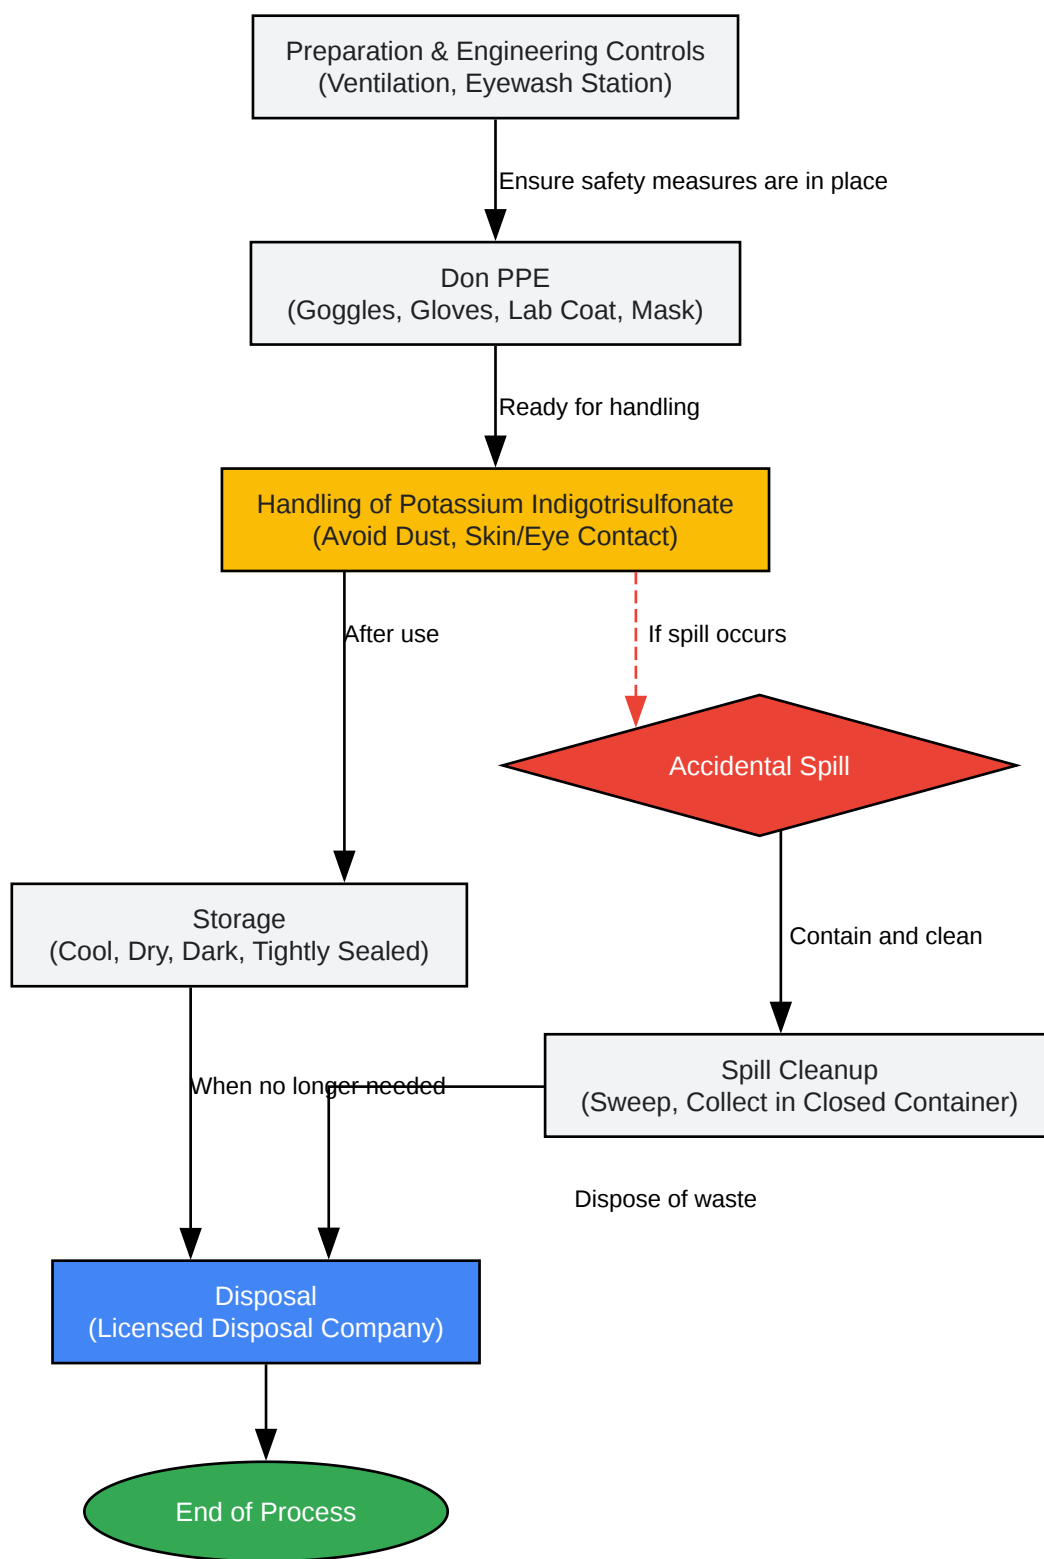 Preparation & Engineering Controls
(Ventilation, Eyewash Station)
Ensure safety measures are in place
Don PPE
(Goggles, Gloves, Lab Coat, Mask)
Ready for handling
Handling of Potassium Indigotrisulfonate
(Avoid Dust, Skin/Eye Contact)
After use
If spill occurs
Accidental Spill
Storage
(Cool, Dry, Dark, Tightly Sealed)
Contain and clean
Spill Cleanup
(Sweep, Collect in Closed Container)
When no longer needed
Dispose of waste
Disposal
(Licensed Disposal Company)
End of Process